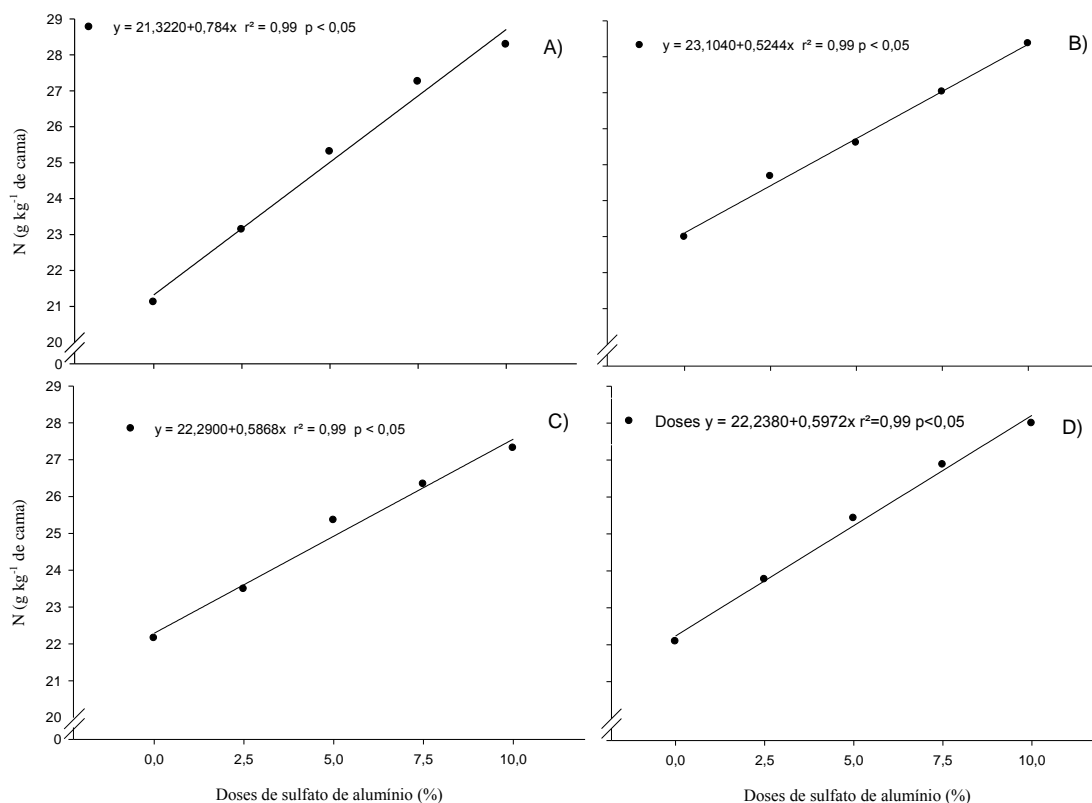 y = 21,3220+0,784x r² = 0,99 p < 0,05
A)
29
28
27
26
25
24
23
22
21
20
0
N (g kg⁻¹ de cama)
y = 23,1040+0,5244x r² = 0,99 p < 0,05
B)
y = 22,2900+0,5868x r² = 0,99 p < 0,05
C)
29
28
27
26
25
24
23
22
21
20
0
N (g kg⁻¹ de cama)
0,0 2,5 5,0 7,5 10,0
Doses de sulfato de alumínio (%)
Doses y = 22,2380+0,5972x r²=0,99 p<0,05
D)
0,0 2,5 5,0 7,5 10,0
Doses de sulfato de alumínio (%)